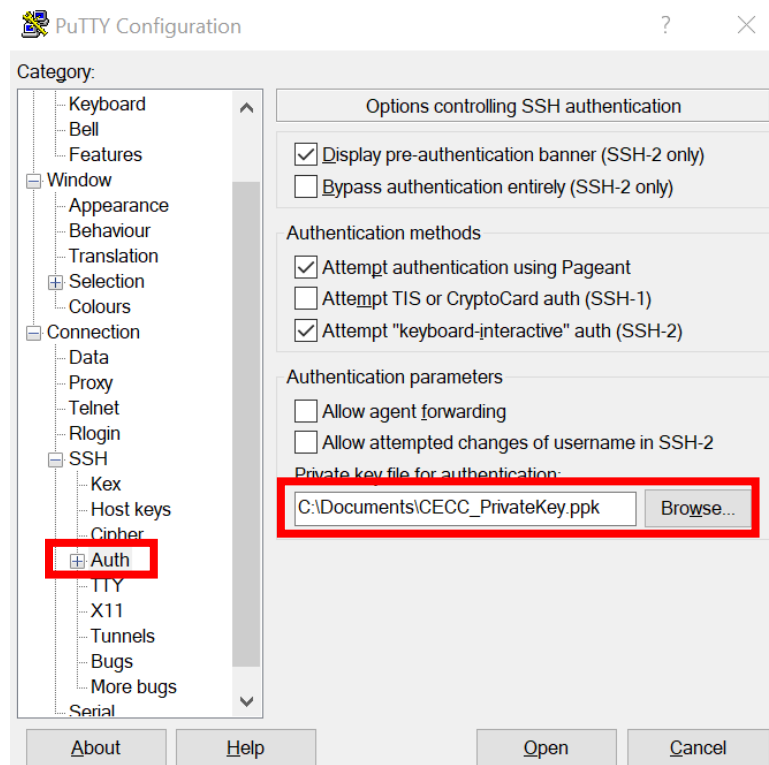 PuTTY Configuration
?
Category:
Keyboard
Bell
Features
Window
Appearance
Behaviour
Translation
Selection
Colours
Connection
Data
Proxy
Telnet
Rlogin
SSH
Kex
Host keys
Cipher
Auth
TTY
X11
Tunnels
Bugs
More bugs
Serial
Options controlling SSH authentication
Display pre-authentication banner (SSH-2 only)
Bypass authentication entirely (SSH-2 only)
Authentication methods
Attempt authentication using Pageant
Attempt TIS or CryptoCard auth (SSH-1)
Attempt "keyboard-interactive" auth (SSH-2)
Authentication parameters
Allow agent forwarding
Allow attempted changes of username in SSH-2
Private key file for authentication:
C:\Documents\CECC_PrivateKey.ppk
Browse...
About
Help
Open
Cancel